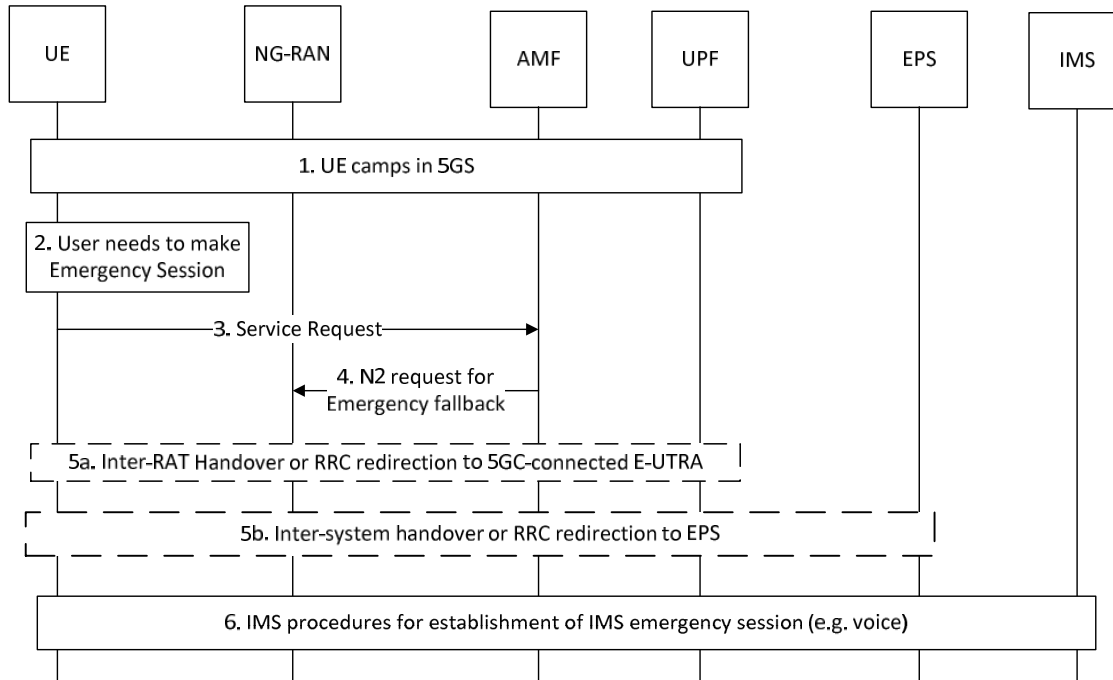 UE
NG-RAN
AMF
UPF
EPS
IMS
1. UE camps in 5GS
2. User needs to make
Emergency Session
3. Service Request
4. N2 request for
Emergency fallback
5a. Inter-RAT Handover or RRC redirection to 5GC-connected E-UTRA
5b. Inter-system handover or RRC redirection to EPS
6. IMS procedures for establishment of IMS emergency session (e.g. voice)